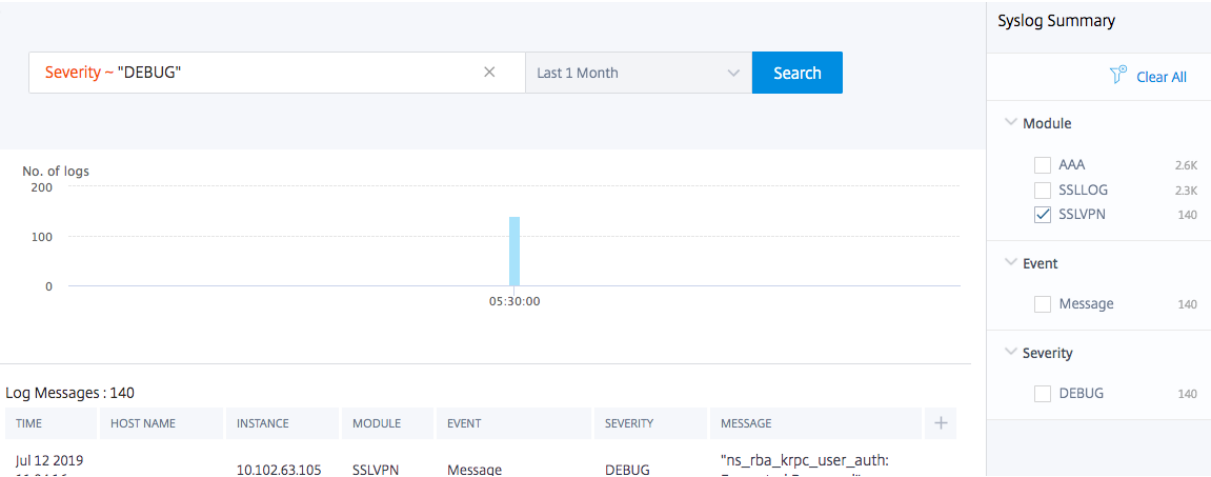 Syslog Summary
Severity ~ "DEBUG"
Last 1 Month
Search
Clear All
Module
AAA 2.6K
SSLLOG 2.3K
SSLVPN 140
Event
Message 140
Severity
DEBUG 140
No. of logs
200
100
0
05:30:00
Log Messages : 140
TIME HOST NAME INSTANCE MODULE EVENT SEVERITY MESSAGE
Jul 12 2019 10.102.63.105 SSLVPN Message DEBUG "ns_rba_krpc_user_auth: